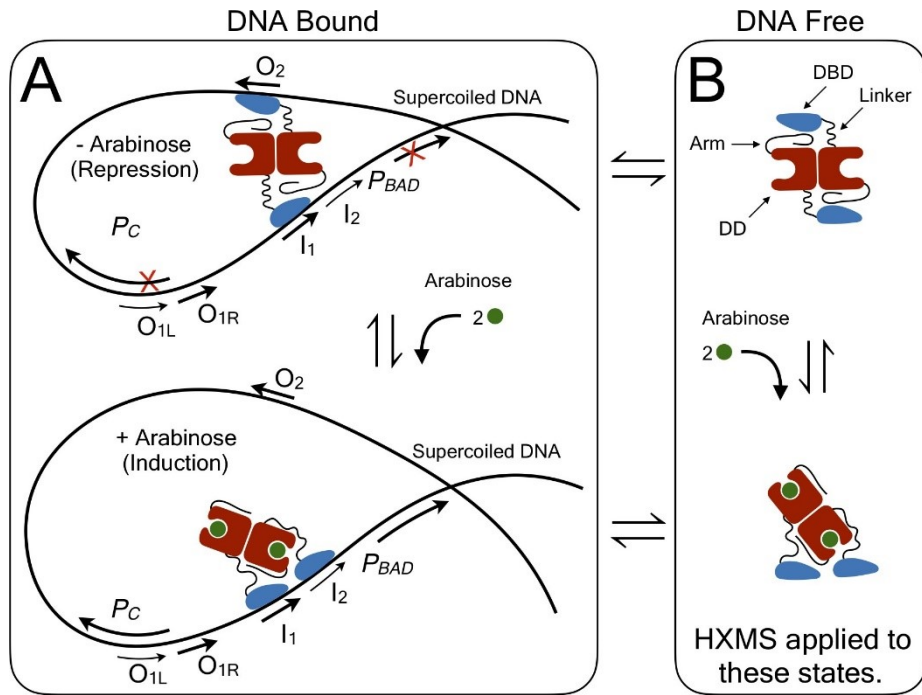 DNA Bound
DNA Free
A
O2
Supercoiled DNA
- Arabinose
(Repression)
PBAD
I2
I1
PC
O1R
O1L
Arabinose
2
O2
+ Arabinose
(Induction)
Supercoiled DNA
PBAD
I2
I1
PC
O1R
O1L
B
DBD
Linker
Arm
DD
Arabinose
2
HXMS applied to
these states.